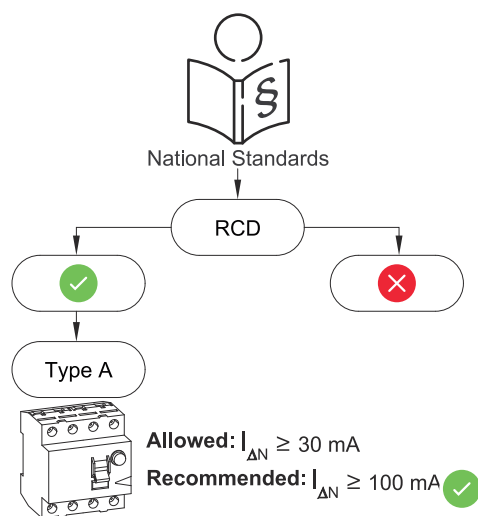 §
National Standards
RCD
Type A
Allowed: IΔN ≥ 30 mA
Recommended: IΔN ≥ 100 mA